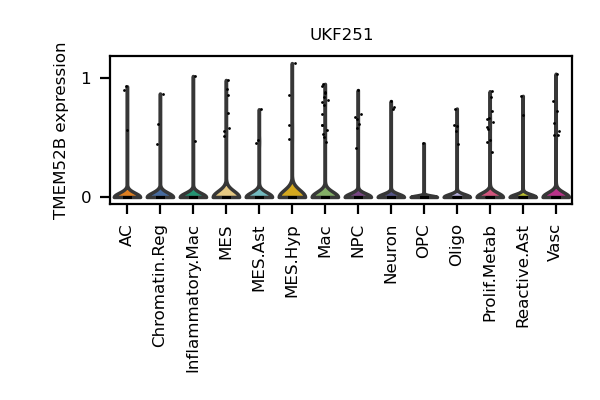 UKF251
TMEM52B expression
1
0
AC
Chromatin.Reg
Inflammatory.Mac
MES
MES.Ast
MES.Hyp
Mac
NPC
Neuron
OPC
Oligo
Prolif.Metab
Reactive.Ast
Vasc